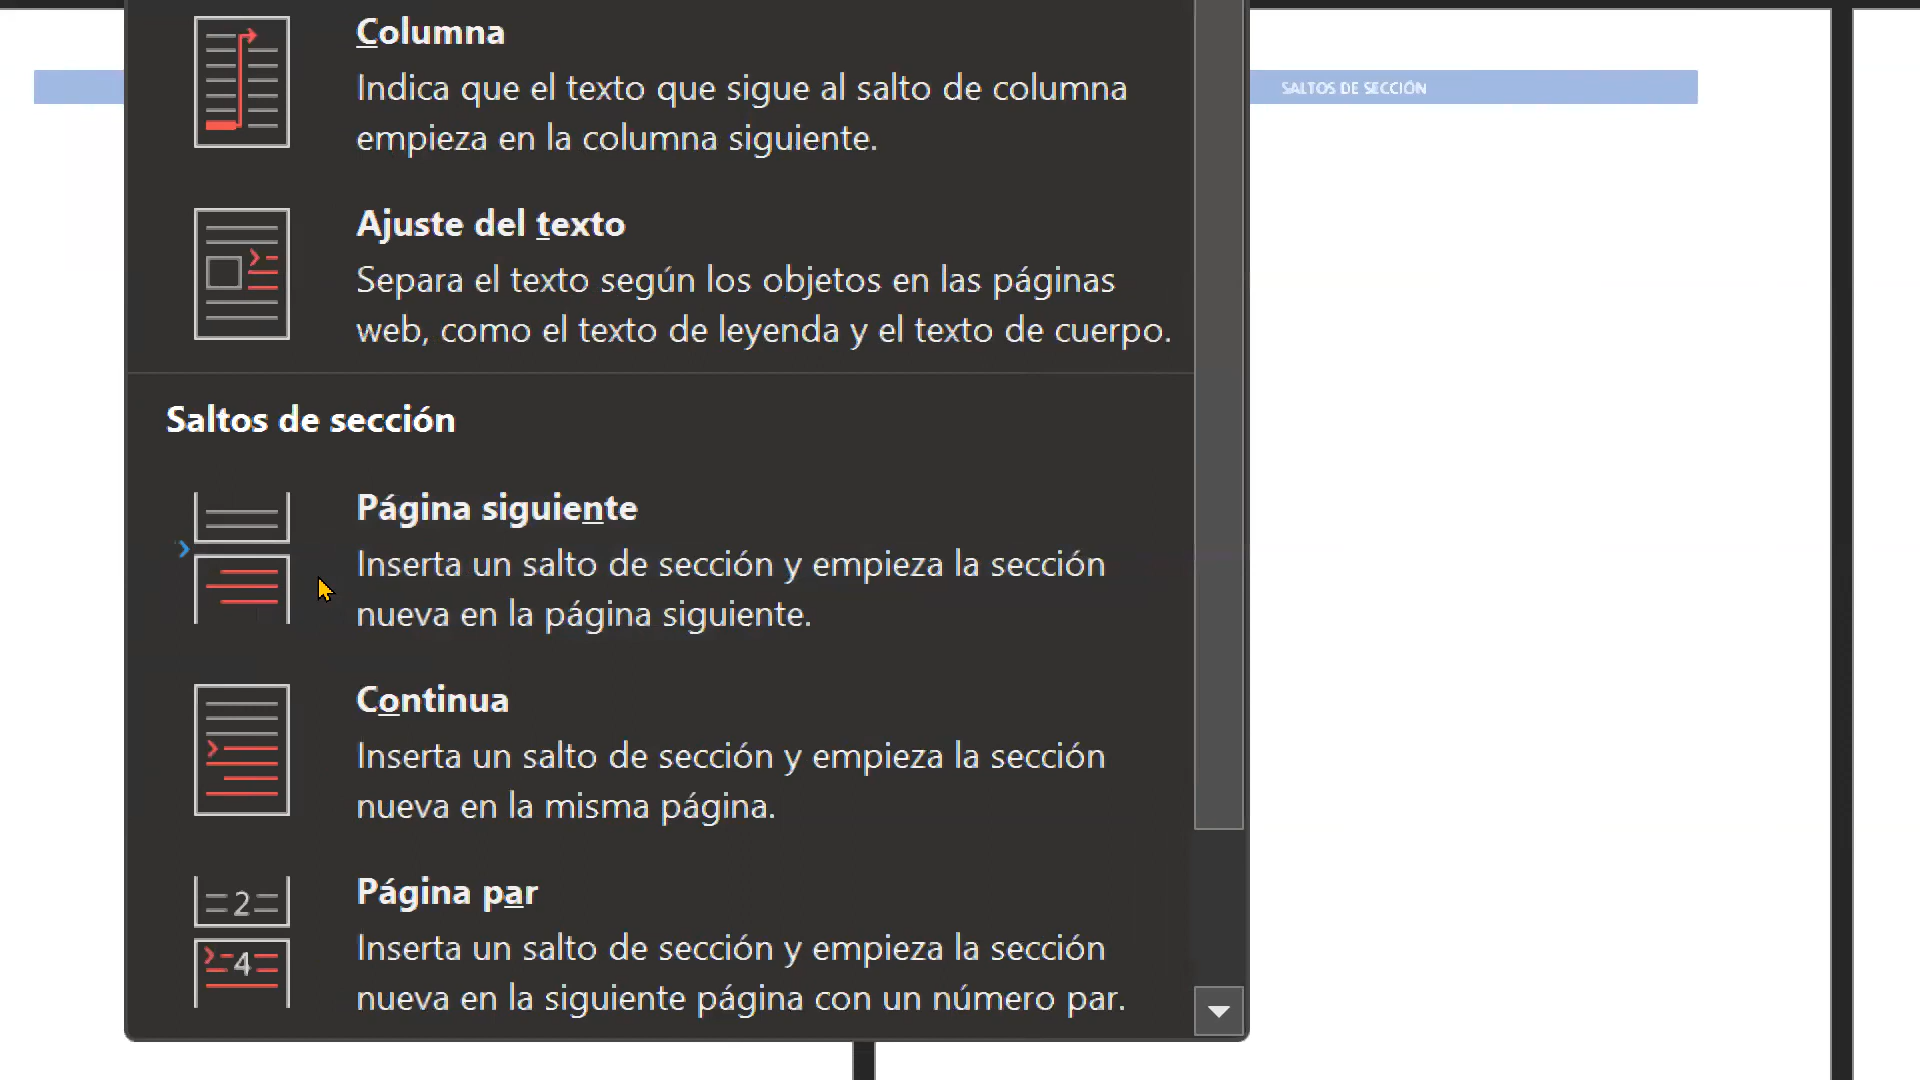 Columna
Indica que el texto que sigue al salto de columna
empieza en la columna siguiente.
Ajuste del texto
Separa el texto según los objetos en las páginas
web, como el texto de leyenda y el texto de cuerpo.
Saltos de sección
Página siguiente
Inserta un salto de sección y empieza la sección
nueva en la página siguiente.
Continua
Inserta un salto de sección y empieza la sección
nueva en la misma página.
2
4
Página par
Inserta un salto de sección y empieza la sección
nueva en la siguiente página con un número par.
SALTOS DE SECCIÓN